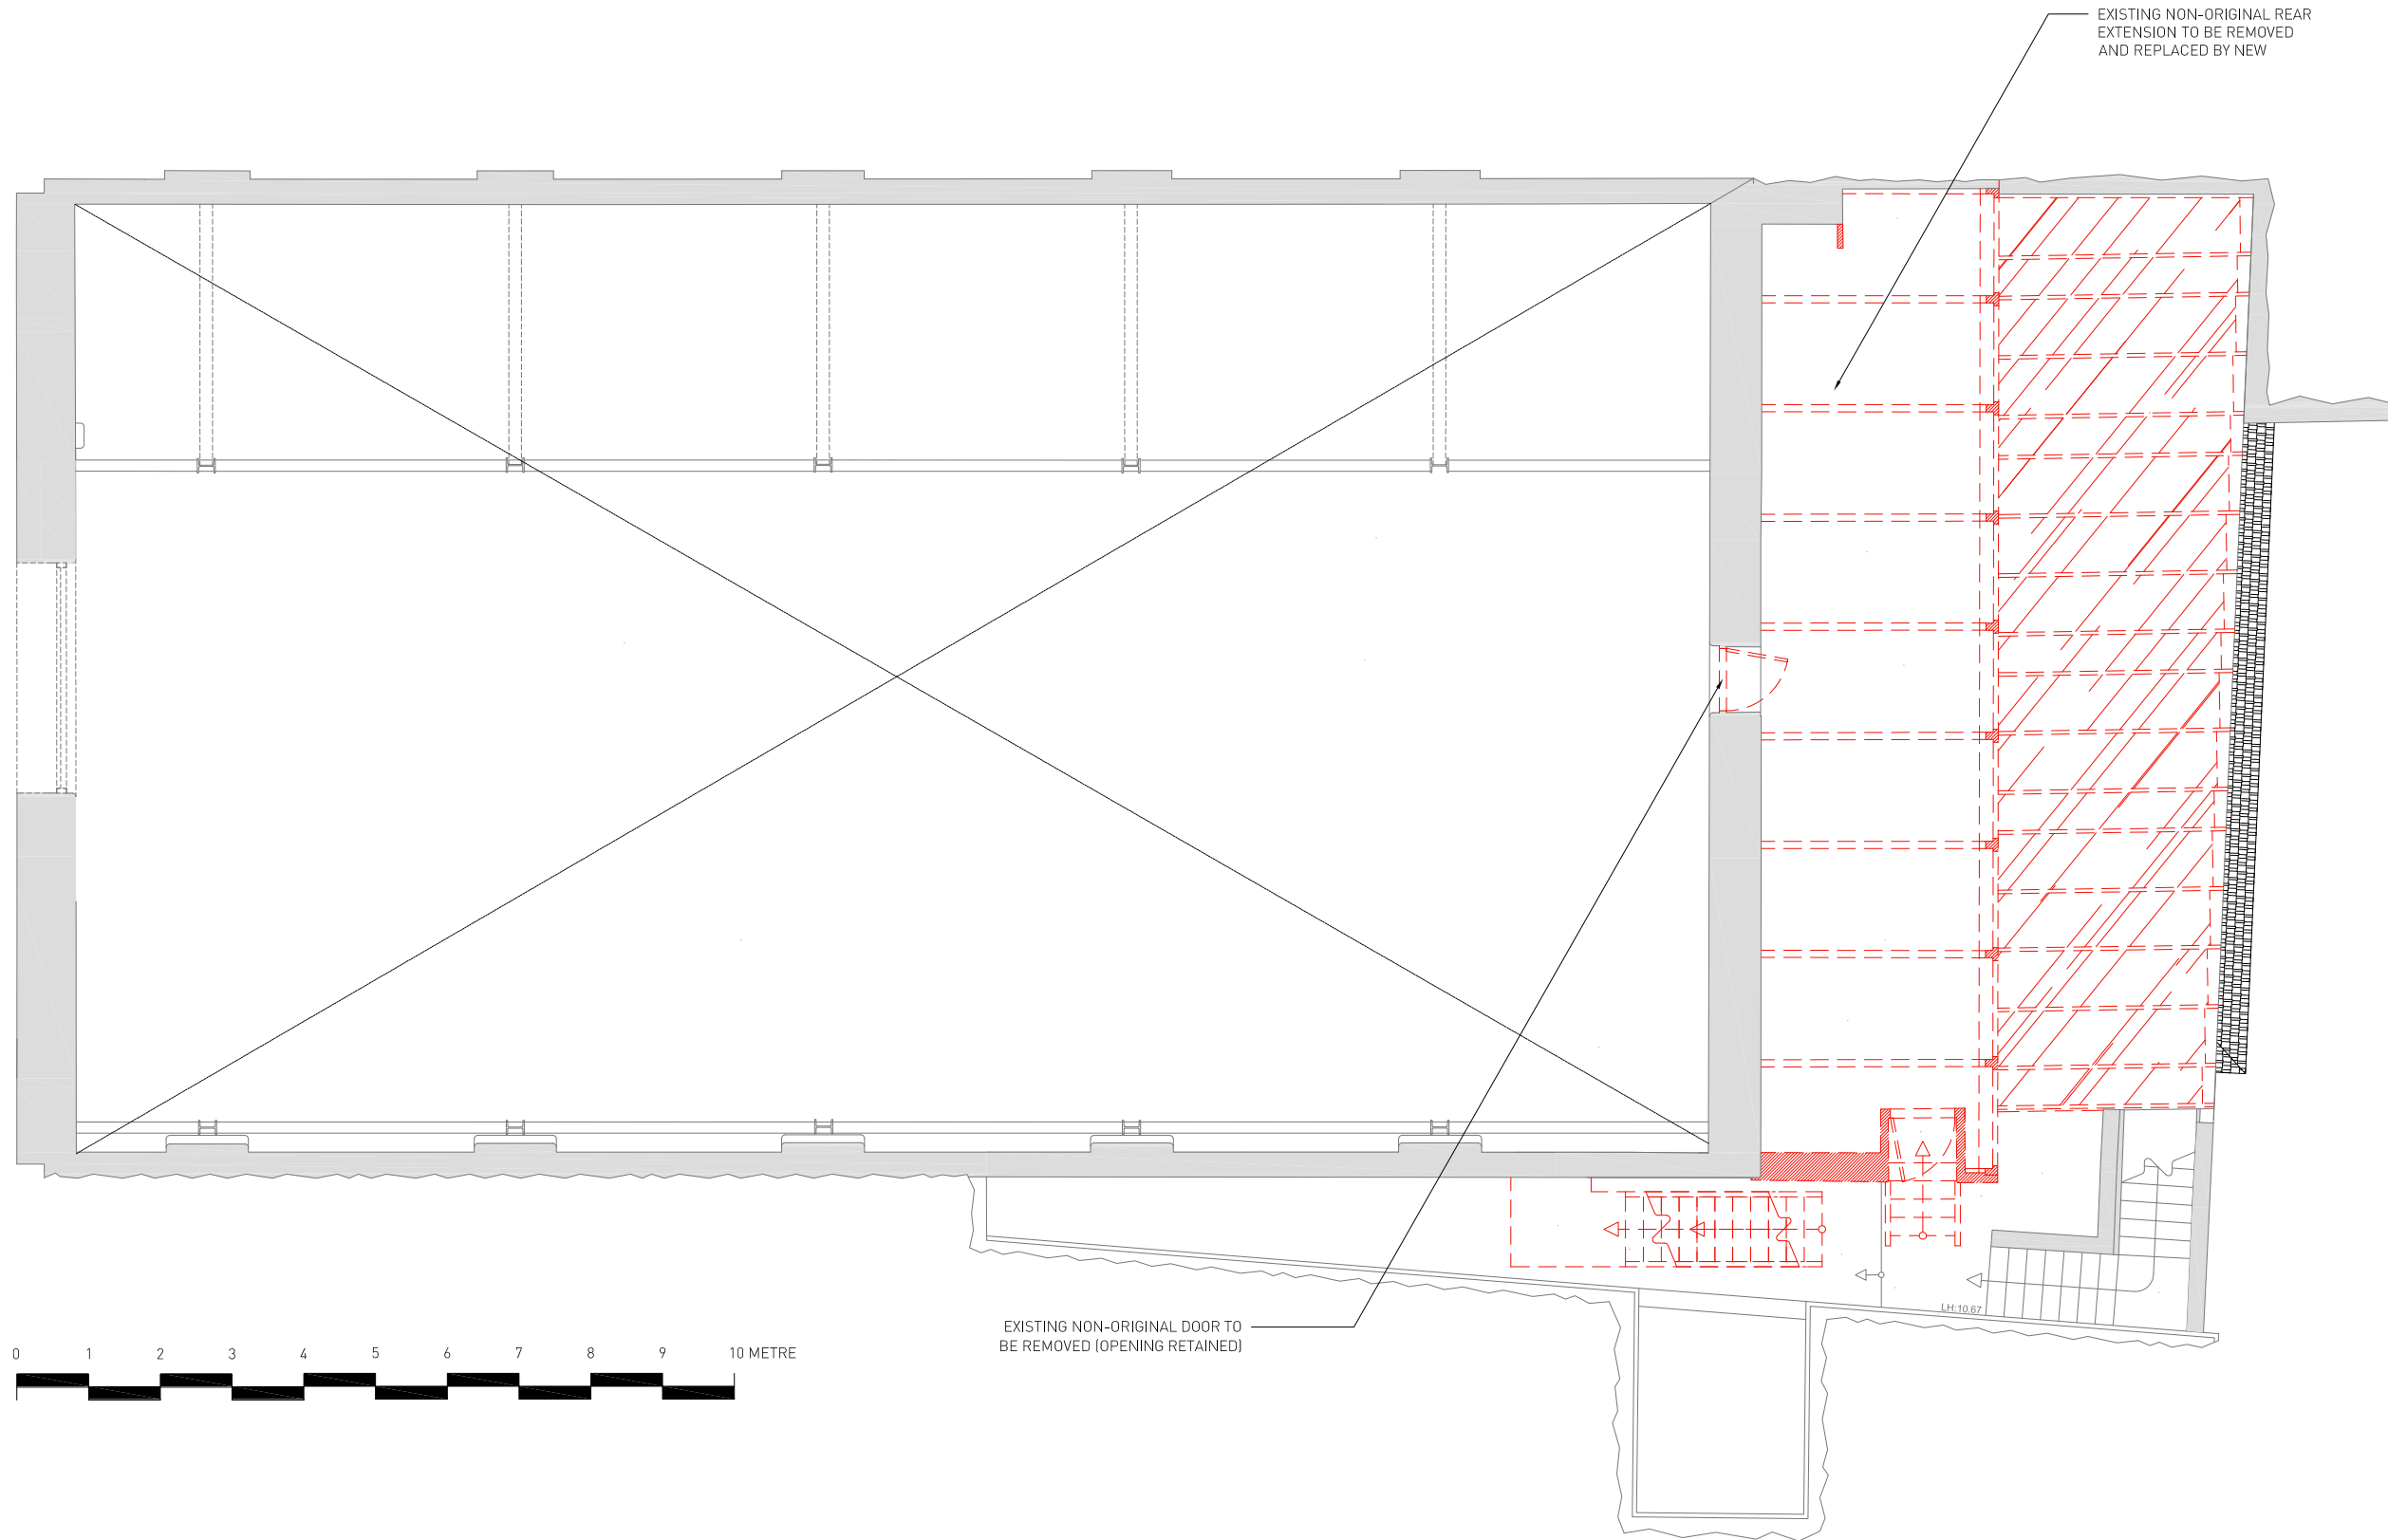 EXISTING NON-ORIGINAL REAR
EXTENSION TO BE REMOVED
AND REPLACED BY NEW
LH:10.67
EXISTING NON-ORIGINAL DOOR TO
BE REMOVED (OPENING RETAINED)
0 1 2 3 4 5 6 7 8 9 10 METRE